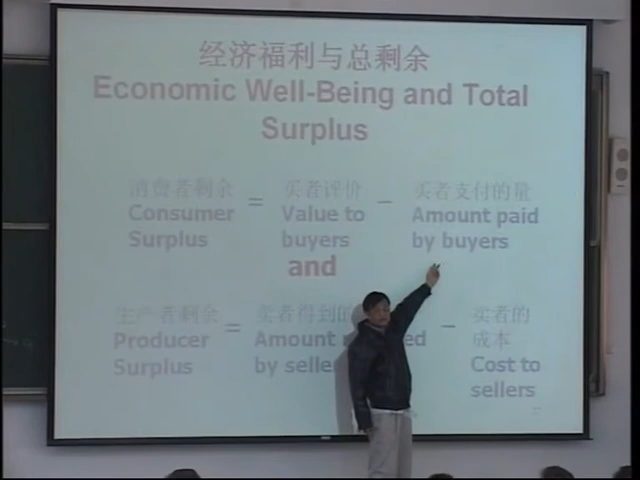 经济福利与总剩余
Economic Well-Being and Total
Surplus
消费者剩余 = 买者评价 − 买者支付的量
Consumer Value to Amount paid
Surplus buyers by buyers
and
生产者剩余 = 卖者得到的 − 卖者的
成本
Producer Amount
Surplus by
Cost to
sellers